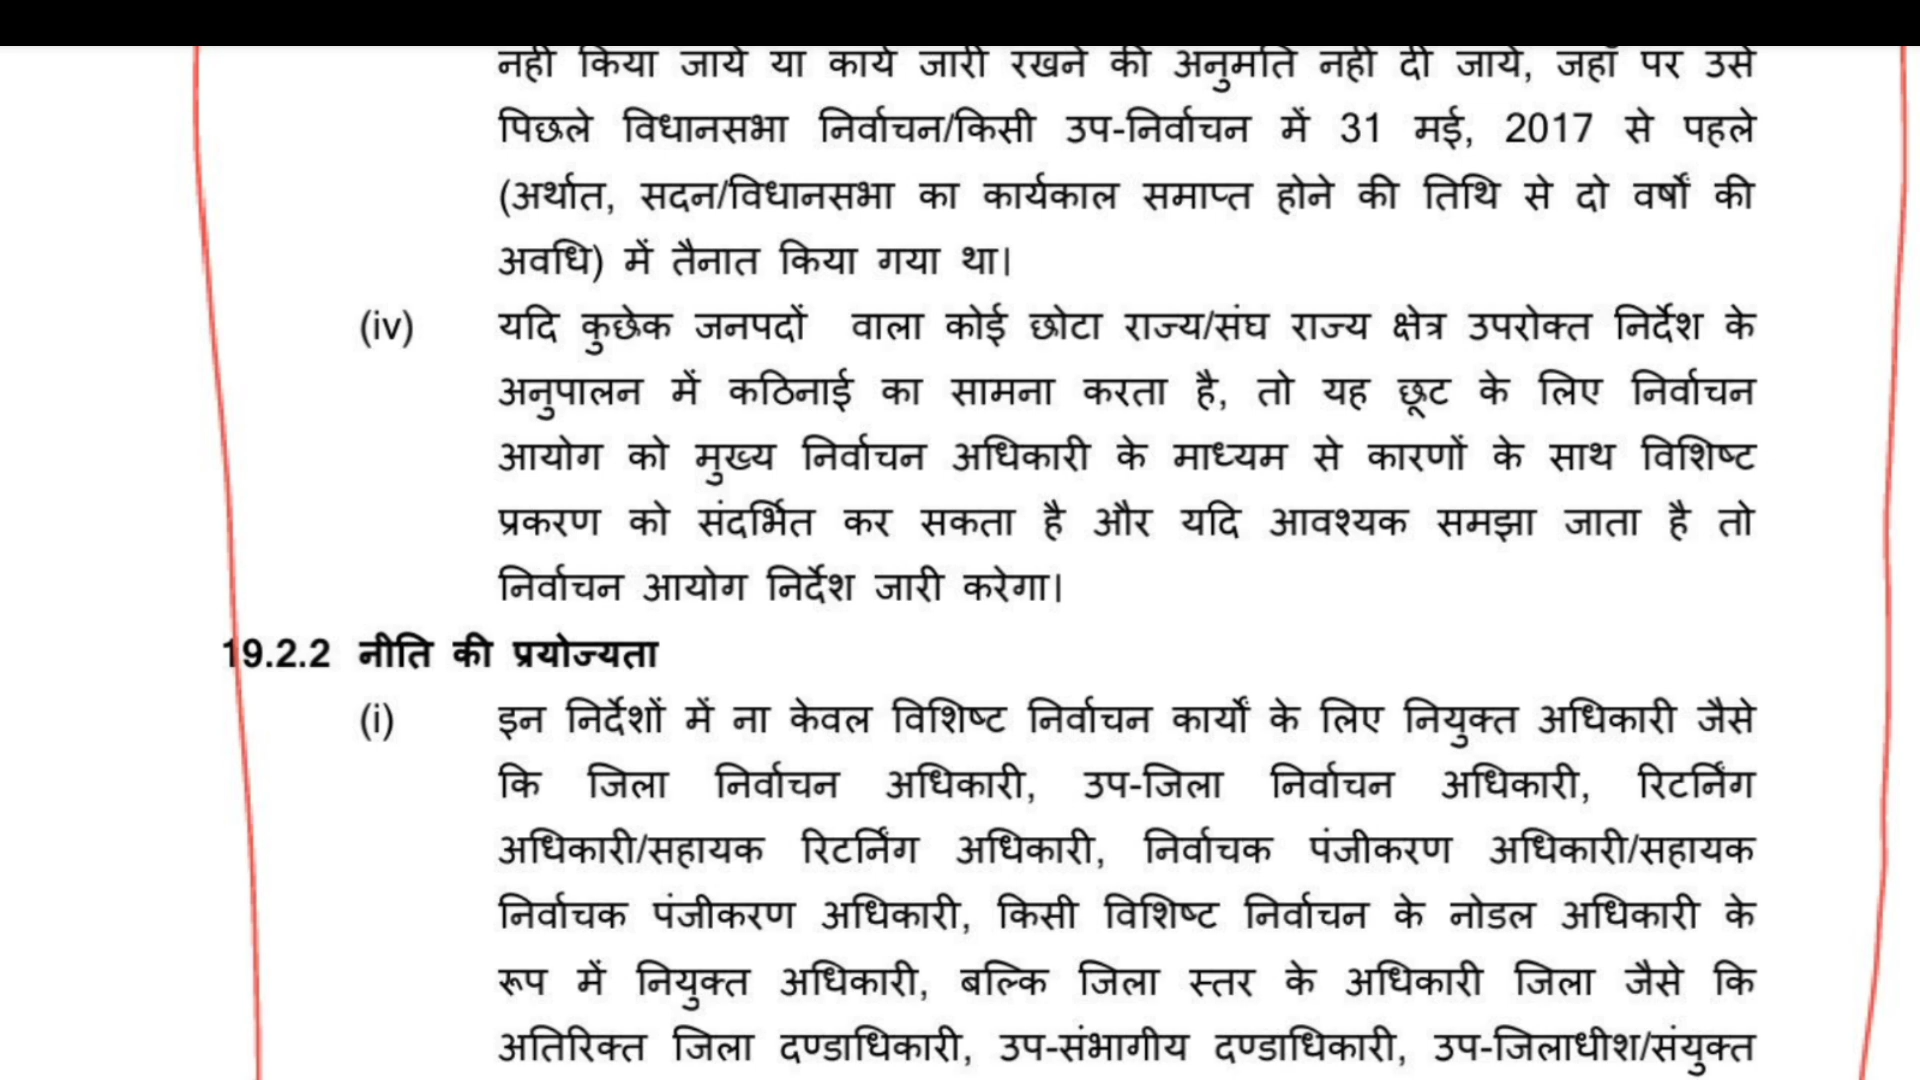 नहीं किया जाये या कार्य जारी रखने की अनुमति नहीं दी जाये, जहाँ पर उसे
पिछले विधानसभा निर्वाचन/किसी उप-निर्वाचन में 31 मई, 2017 से पहले
(अर्थात, सदन/विधानसभा का कार्यकाल समाप्त होने की तिथि से दो वर्षों की
अवधि) में तैनात किया गया था।
(iv) यदि कुछेक जनपदों वाला कोई छोटा राज्य/संघ राज्य क्षेत्र उपरोक्त निर्देश के
अनुपालन में कठिनाई का सामना करता है, तो यह छूट के लिए निर्वाचन
आयोग को मुख्य निर्वाचन अधिकारी के माध्यम से कारणों के साथ विशिष्ट
प्रकरण को संदर्भित कर सकता है और यदि आवश्यक समझा जाता है तो
निर्वाचन आयोग निर्देश जारी करेगा।
19.2.2 नीति की प्रयोज्यता
(i) इन निर्देशों में ना केवल विशिष्ट निर्वाचन कार्यों के लिए नियुक्त अधिकारी जैसे
कि जिला निर्वाचन अधिकारी, उप-जिला निर्वाचन अधिकारी, रिटर्निंग
अधिकारी/सहायक रिटर्निंग अधिकारी, निर्वाचक पंजीकरण अधिकारी/सहायक
निर्वाचक पंजीकरण अधिकारी, किसी विशिष्ट निर्वाचन के नोडल अधिकारी के
रूप में नियुक्त अधिकारी, बल्कि जिला स्तर के अधिकारी जिला जैसे कि
अतिरिक्त जिला दण्डाधिकारी, उप-संभागीय दण्डाधिकारी, उप-जिलाधीश/संयुक्त